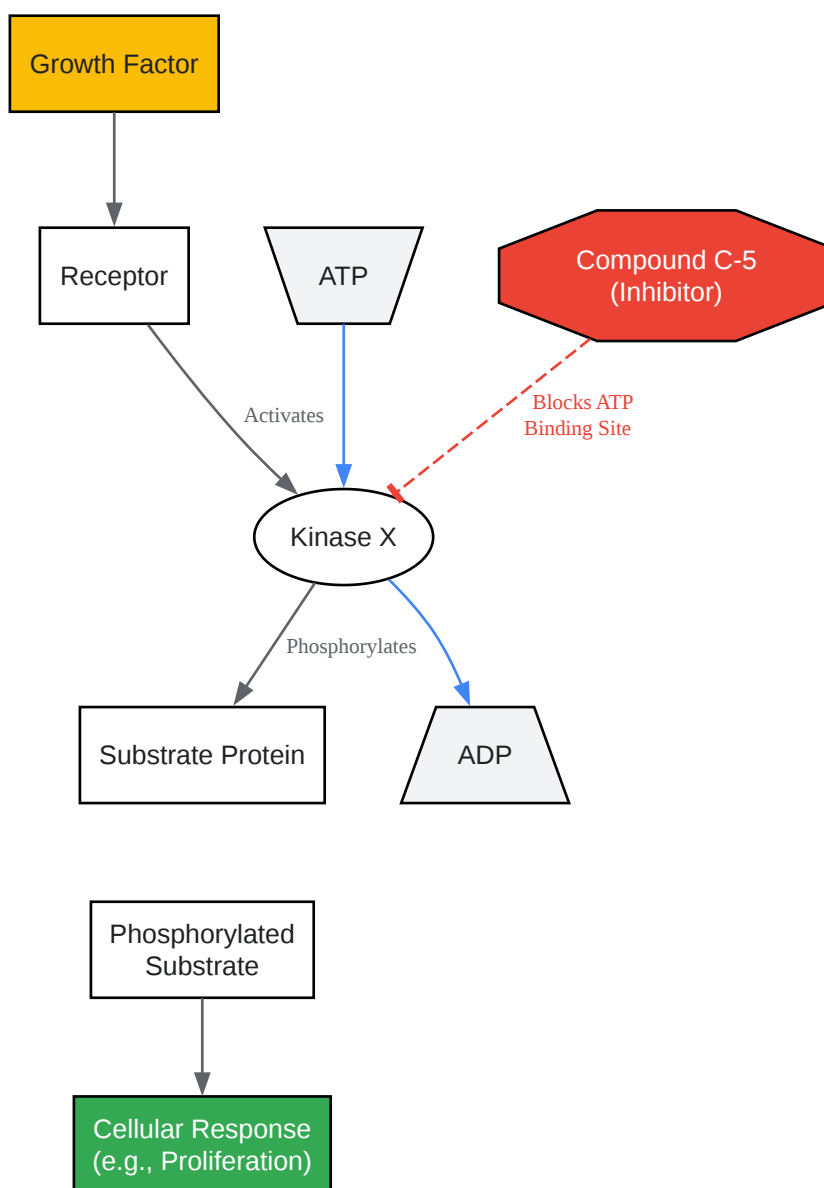 Growth Factor
Receptor
ATP
Compound C-5
(Inhibitor)
Activates
Blocks ATP
Binding Site
Kinase X
Phosphorylates
Substrate Protein
ADP
Phosphorylated
Substrate
Cellular Response
(e.g., Proliferation)